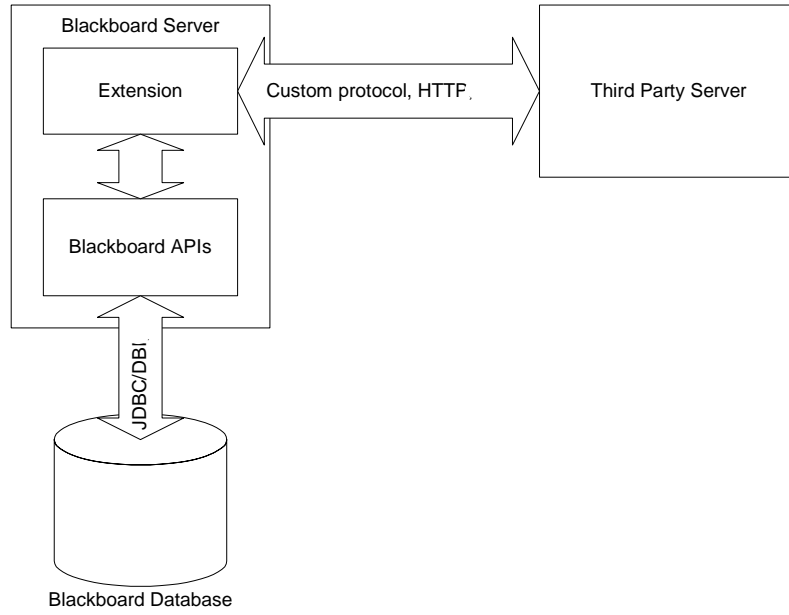 Blackboard Server
Extension
Custom protocol, HTTP,
Third Party Server
Blackboard APIs
JDBC/DBI,
Blackboard Database